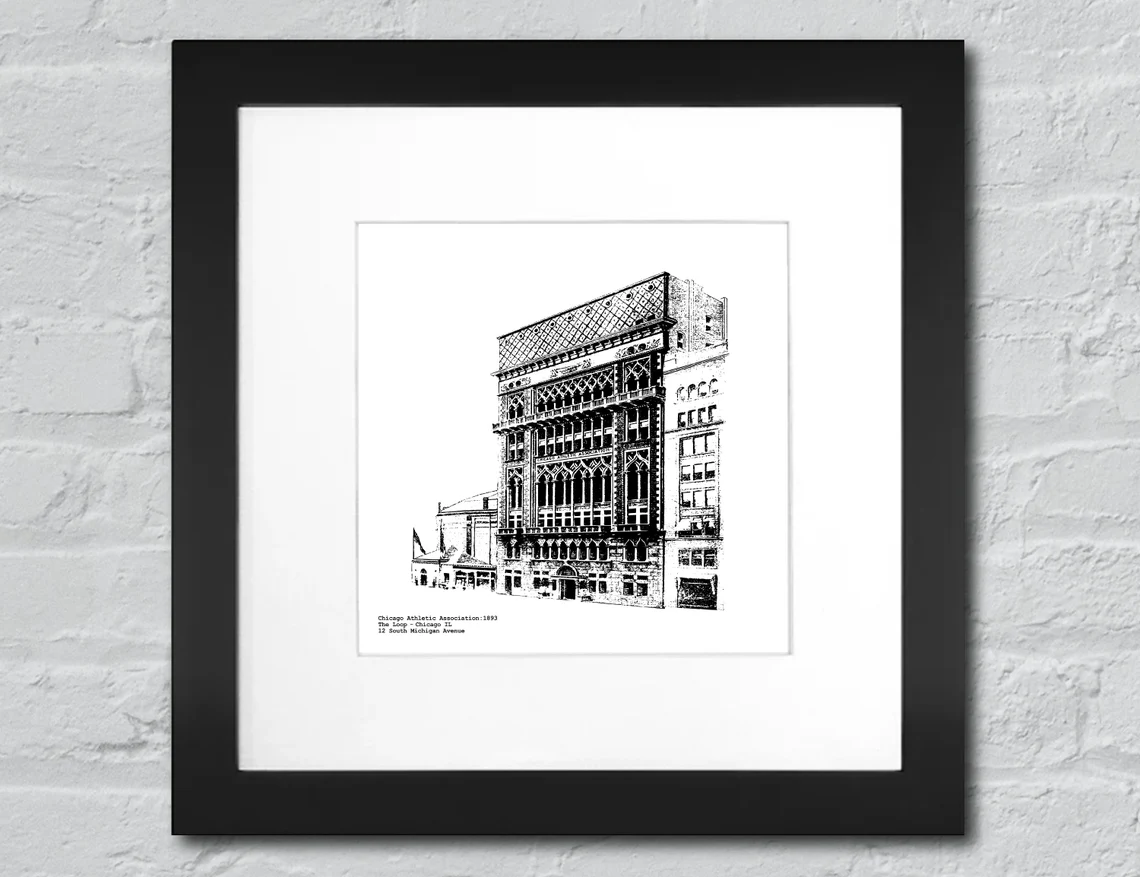 Chicago Athletic Association:1893
The Loop - Chicago IL
12 South Michigan Avenue